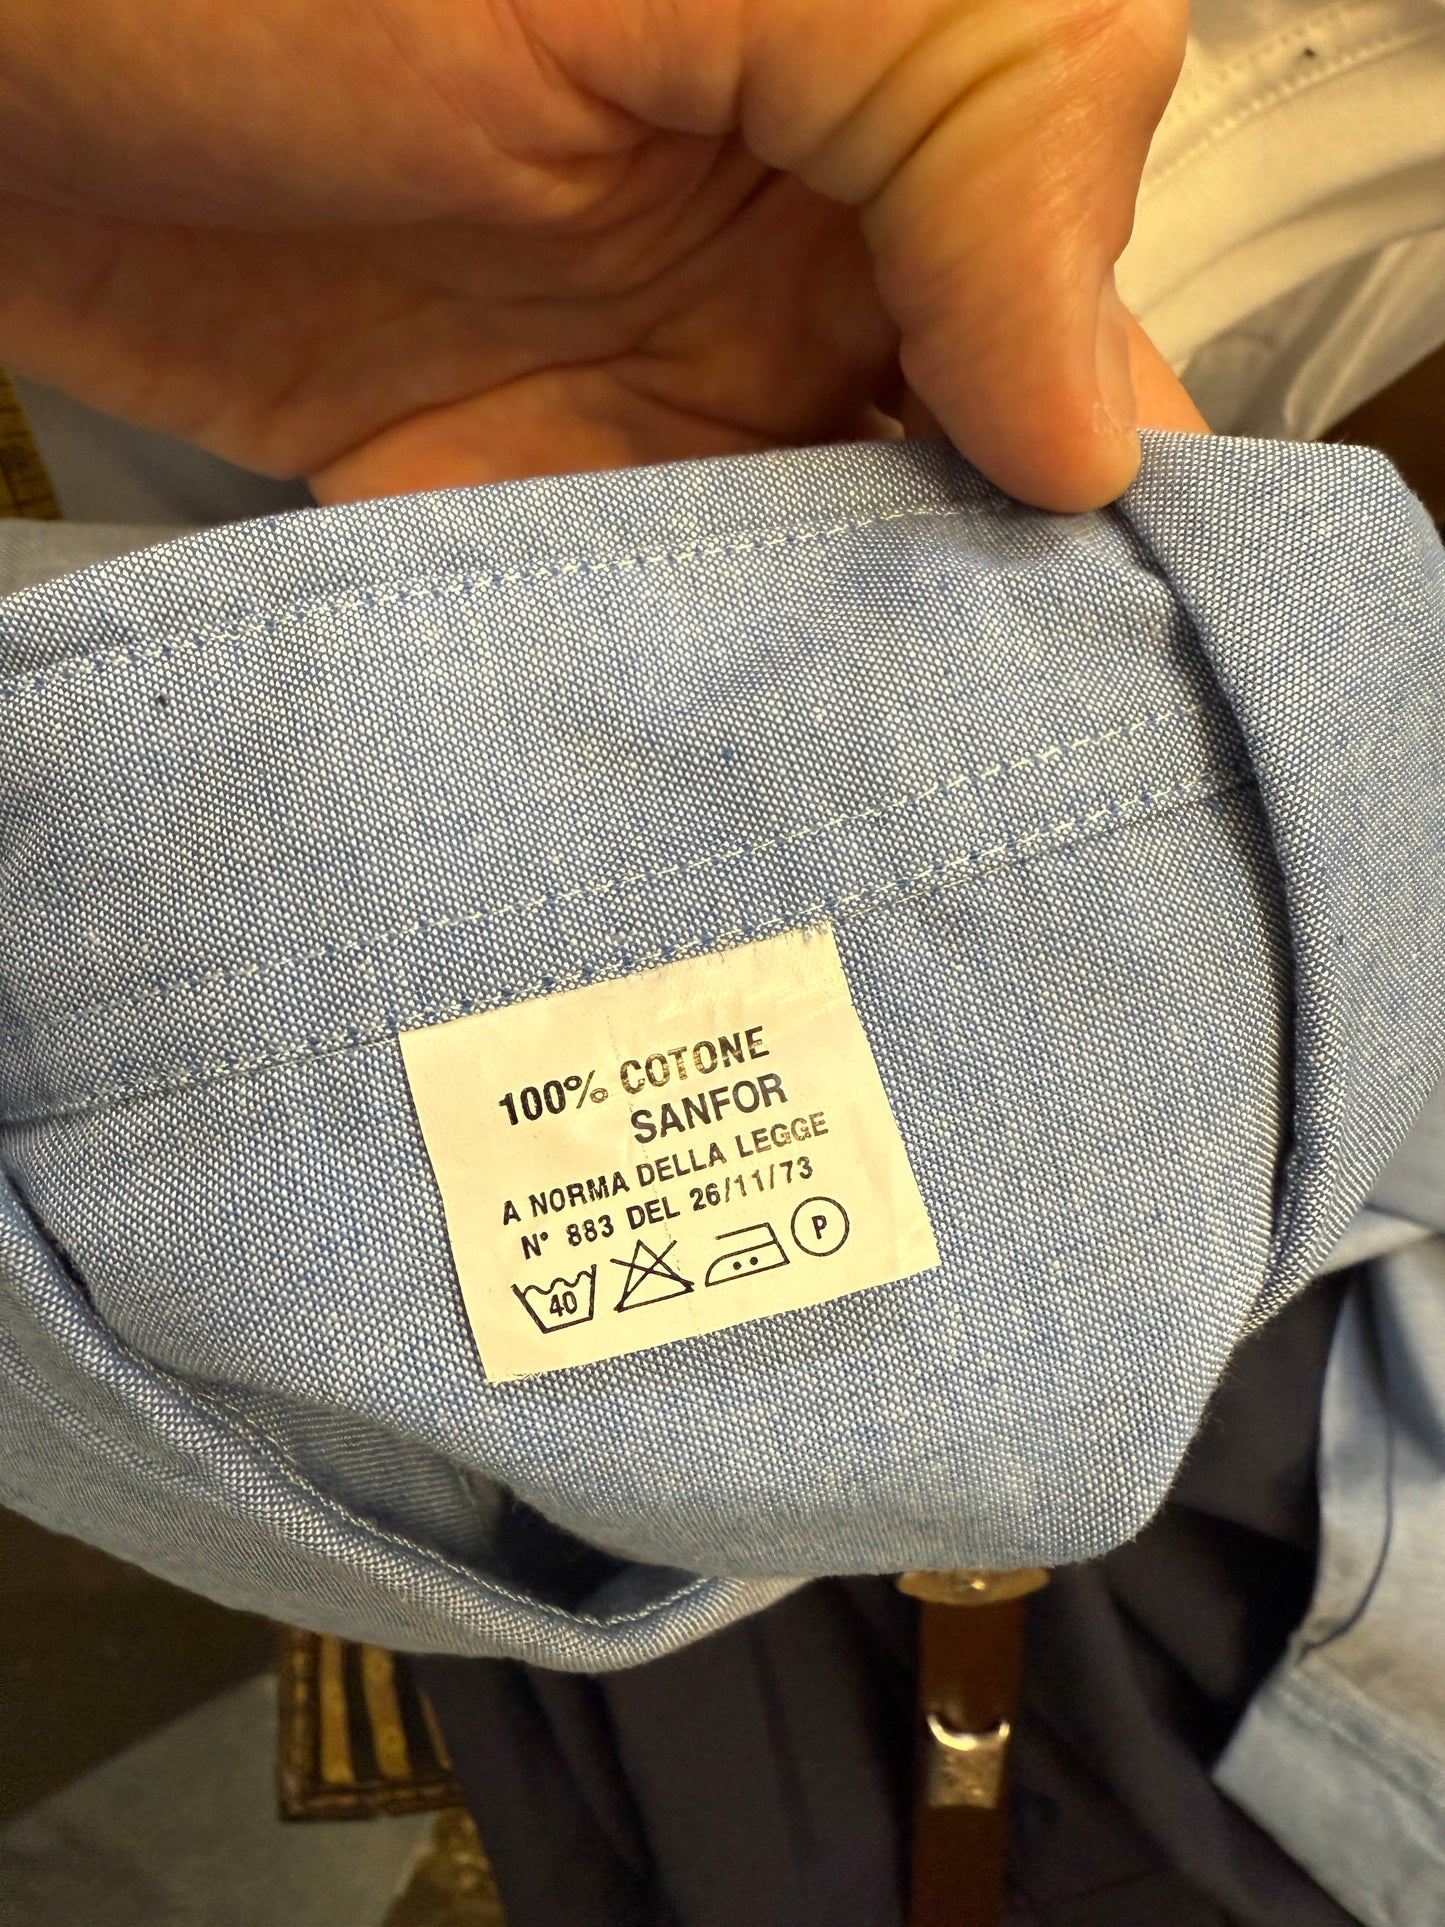 100% COTONE
SANFOR
A NORMA DELLA LEGGE
N° 883 DEL 26/11/73
40 P